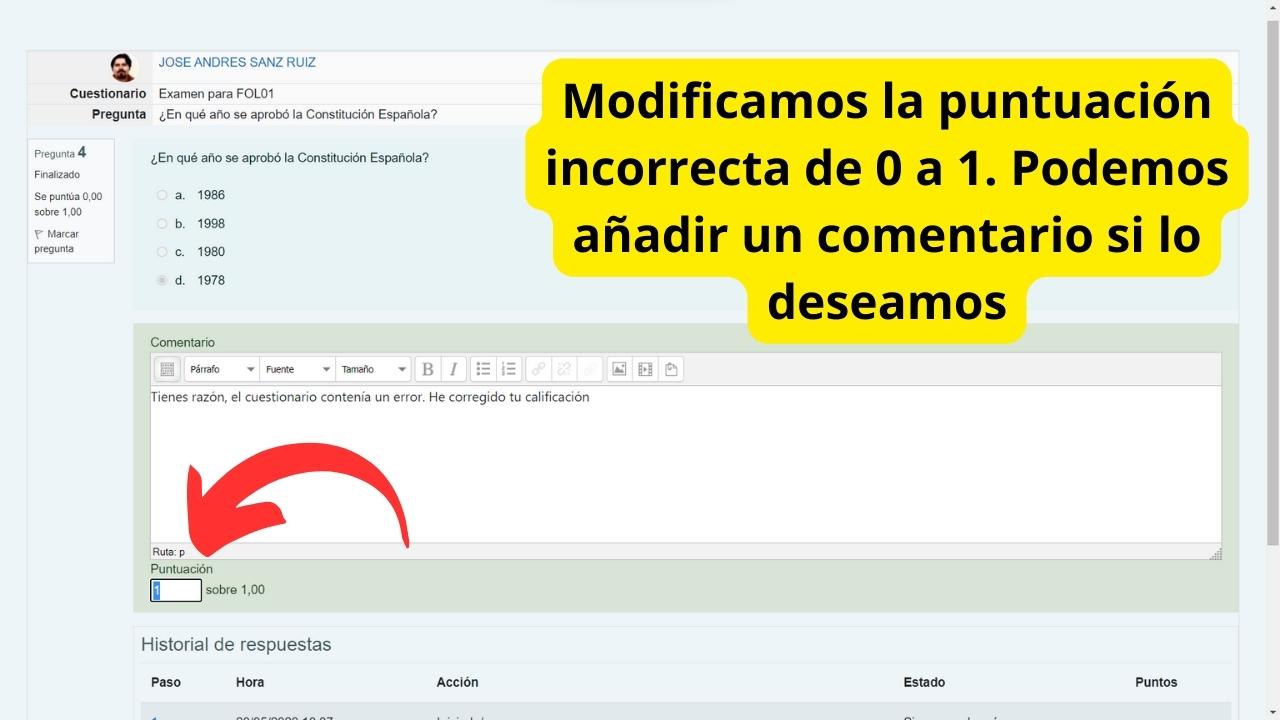 JOSE ANDRES SANZ RUIZ
Cuestionario Examen para FOL01
Pregunta ¿En qué año se aprobó la Constitución Española?
Modificamos la puntuación
incorrecta de 0 a 1. Podemos
añadir un comentario si lo
deseamos
Pregunta 4
Finalizado
Se puntúa 0,00
sobre 1,00
Marcar
pregunta
¿En qué año se aprobó la Constitución Española?
a. 1986
b. 1998
c. 1980
d. 1978
Comentario
Párrafo Fuente Tamaño B I
Tienes razón, el cuestionario contenía un error. He corregido tu calificación
Ruta: p
Puntuación
1 sobre 1,00
Historial de respuestas
Paso Hora Acción Estado Puntos